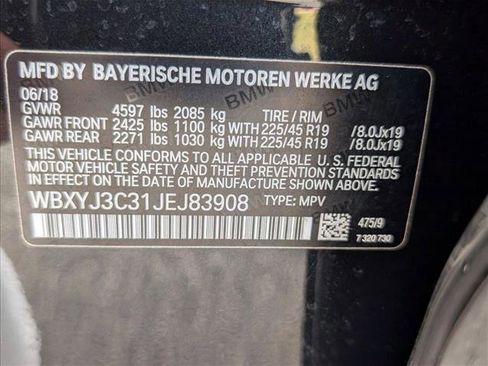 MFD BY BAYERISCHE MOTOREN WERKE AG
06/18
GVWR 4597 lbs 2085 kg TIRE / RIM
GAWR FRONT 2425 lbs 1100 kg WITH 225/45 R19 /8.0Jx19
GAWR REAR 2271 lbs 1030 kg WITH 225/45 R19 /8.0Jx19
THIS VEHICLE CONFORMS TO ALL APPLICABLE U. S. FEDERAL
MOTOR VEHICLE SAFETY, BUMPER, AND THEFT PREVENTION
STANDARDS IN EFFECT ON THE DATE OF MANUFACTURE SHOWN ABOVE.
WBXYJ3C31JEJ83908 TYPE: MPV
475/9
7 320 730